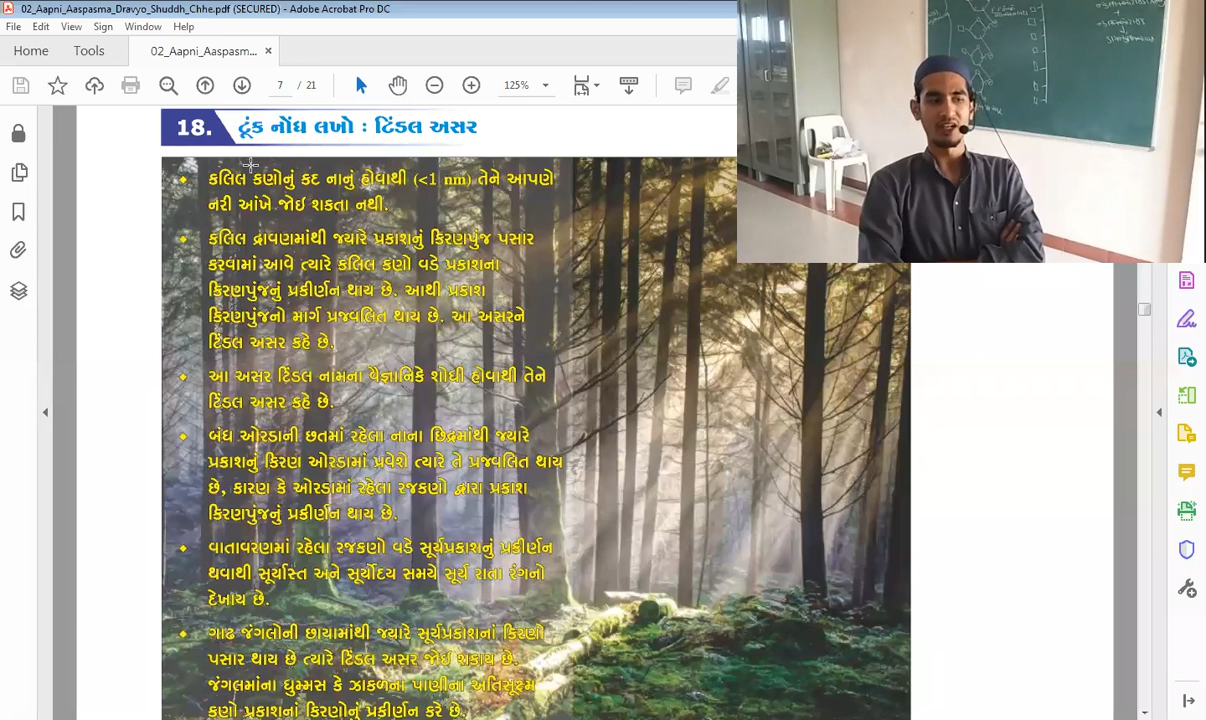 02_Aapni_Aaspasma_Dravyo_Shuddh_Chhe.pdf (SECURED) - Adobe Acrobat Pro DC
File Edit View Sign Window Help
Home Tools 02_Aapni_Aaspasm... ×
7 / 21 125%
18. ટૂંક નોંધ લખો : ટિંડલ અસર
કલિલ કણોનું કદ નાનું હોવાથી (<1 nm) તેને આપણે
નરી આંખે જોઇ શકતા નથી.
કલિલ દ્રાવણમાંથી જ્યારે પ્રકાશનું કિરણપુંજ પસાર
કરવામાં આવે ત્યારે કલિલ કણો વડે પ્રકાશના
કિરણપુંજનું પ્રકીર્ણન થાય છે. આથી પ્રકાશ
કિરણપુંજનો માર્ગ પ્રજ્વલિત થાય છે. આ અસરને
ટિંડલ અસર કહે છે.
આ અસર ટિંડલ નામના વૈજ્ઞાનિકે શોધી હોવાથી તેને
ટિંડલ અસર કહે છે.
બંધ ઓરડાની છતમાં રહેલા નાના છિદ્રમાંથી જ્યારે
પ્રકાશનું કિરણ ઓરડામાં પ્રવેશે ત્યારે તે પ્રજ્વલિત થાય
છે, કારણ કે ઓરડામાં રહેલા રજકણો દ્વારા પ્રકાશ
કિરણપુંજનું પ્રકીર્ણન થાય છે.
વાતાવરણમાં રહેલા રજકણો વડે સૂર્યપ્રકાશનું પ્રકીર્ણન
થવાથી સૂર્યાસ્ત અને સૂર્યોદય સમયે સૂર્ય રાતા રંગનો
દેખાય છે.
ગાઢ જંગલોની છાયામાંથી જ્યારે સૂર્યપ્રકાશનાં કિરણો
પસાર થાય છે ત્યારે ટિંડલ અસર જોઈ શકાય છે.
જંગલમાંના ધુમ્મસ કે ઝાકળના પાણીના અતિસૂક્ષ્મ
કણો પ્રકાશનાં કિરણોનું પ્રકીર્ણન કરે છે.